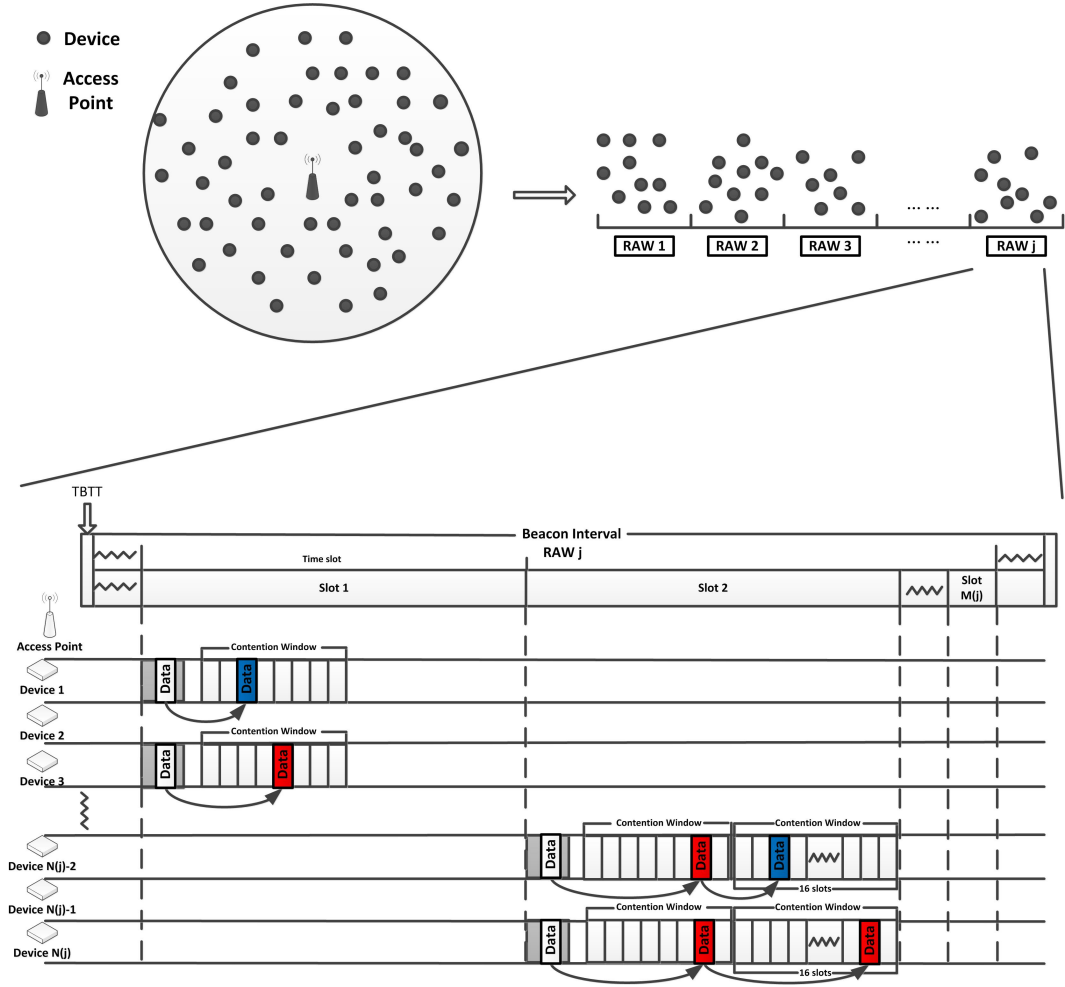 Device
Access
Point
... ...
RAW 1
RAW 2
RAW 3
... ...
RAW j
TBTT
Beacon Interval
RAW j
Time slot
Slot 1
Slot 2
Slot
M(j)
Access Point
Contention Window
Device 1
Data
Data
Device 2
Contention Window
Device 3
Data
Data
Contention Window
Contention Window
Device N(j)-2
Data
Data
Data
16 slots
Device N(j)-1
Contention Window
Contention Window
Device N(j)
Data
Data
Data
16 slots